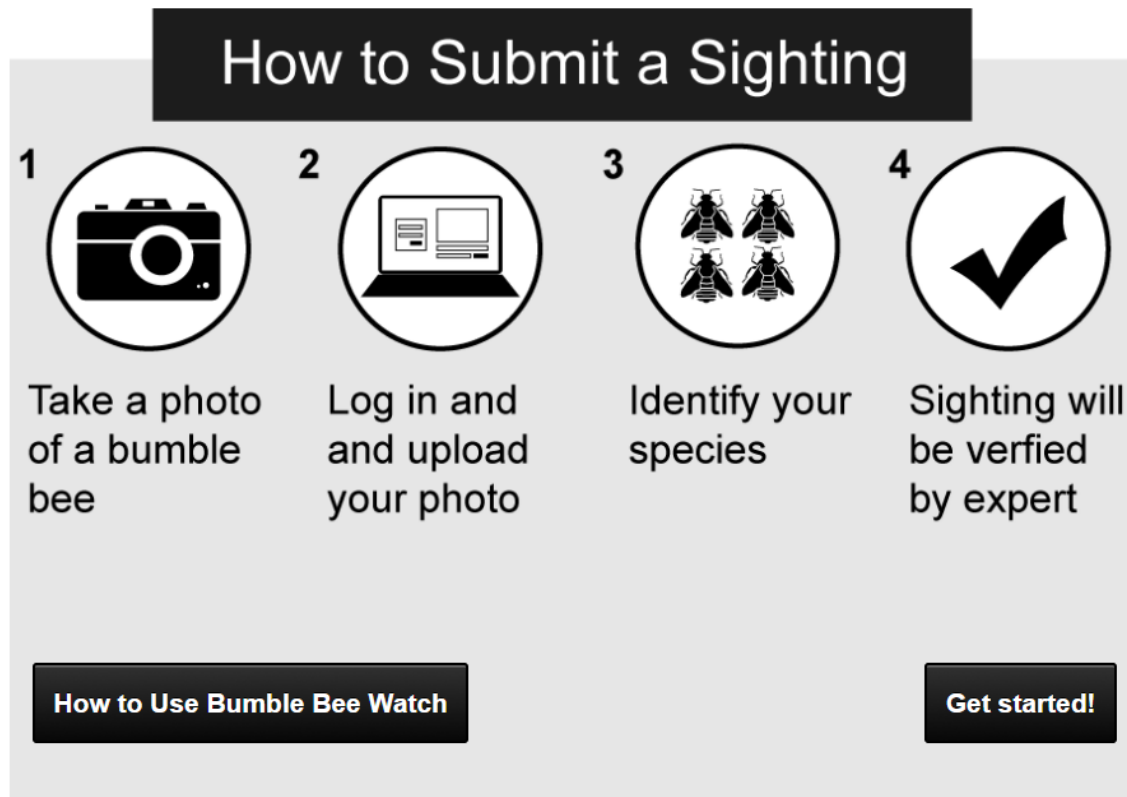 How to Submit a Sighting
1
Take a photo
of a bumble
bee
2
Log in and
and upload
your photo
3
Identify your
species
4
Sighting will
be verfied
by expert
How to Use Bumble Bee Watch
Get started!